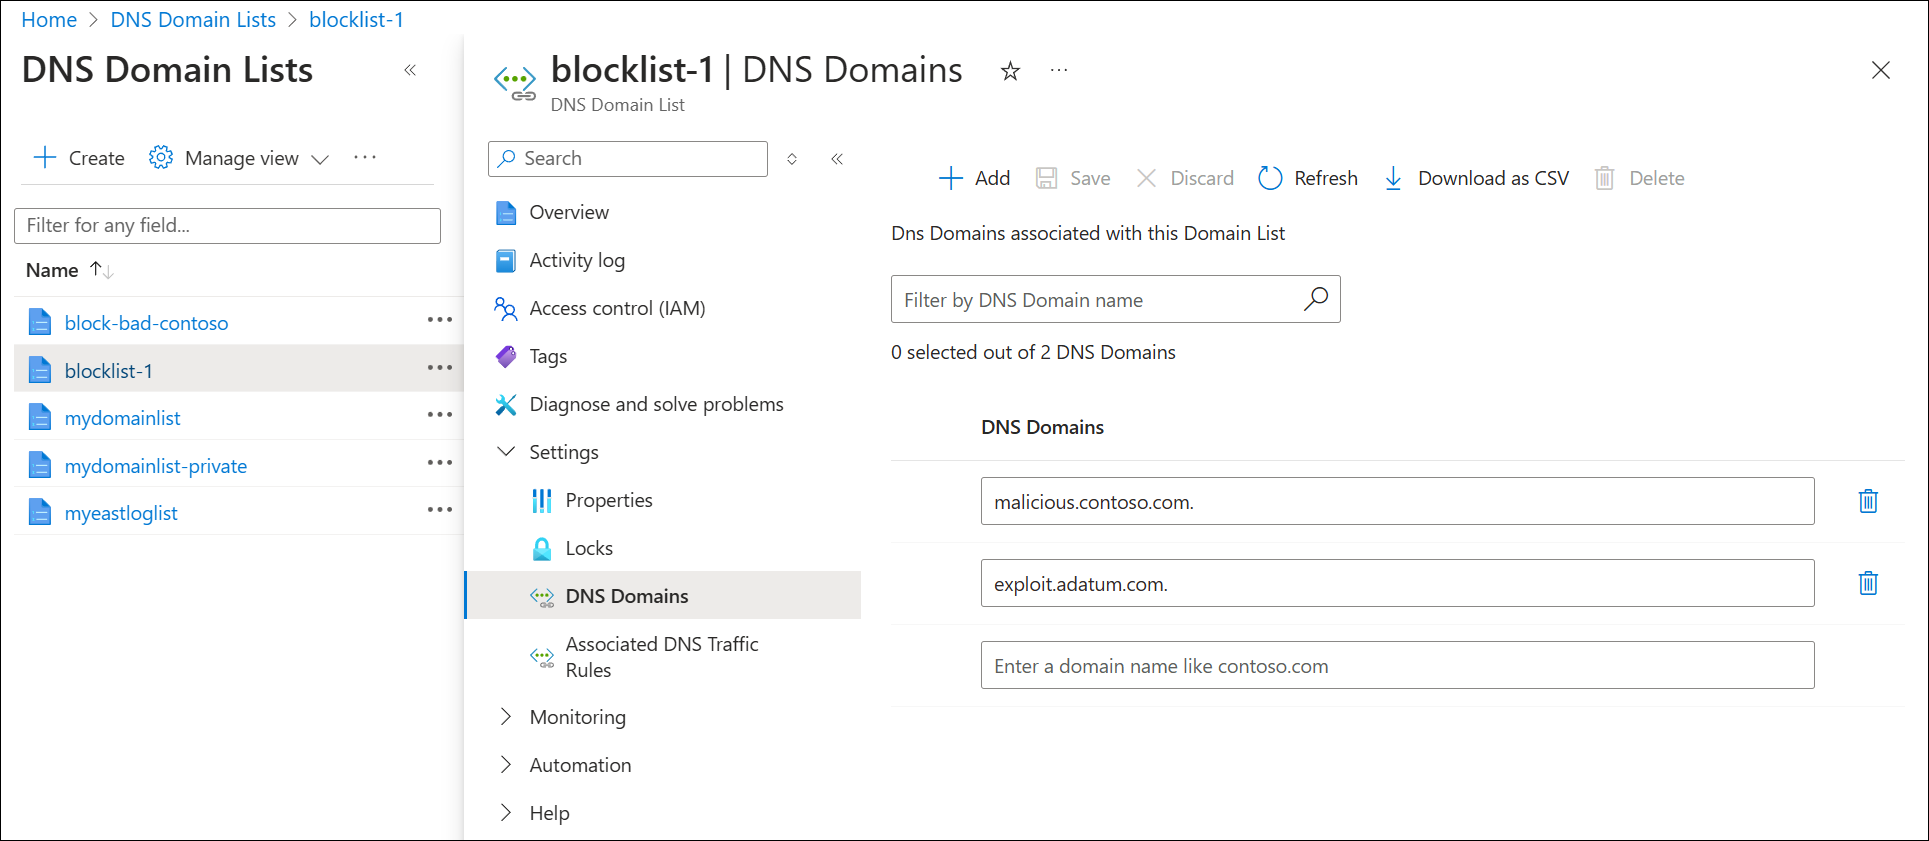 Home > DNS Domain Lists > blocklist-1
DNS Domain Lists
Create Manage view
Filter for any field...
Name
block-bad-contoso
blocklist-1
mydomainlist
mydomainlist-private
myeastloglist
blocklist-1 | DNS Domains
DNS Domain List
Search
Overview
Activity log
Access control (IAM)
Tags
Diagnose and solve problems
Settings
Properties
Locks
DNS Domains
Associated DNS Traffic
Rules
Monitoring
Automation
Help
Add Save Discard Refresh Download as CSV Delete
Dns Domains associated with this Domain List
Filter by DNS Domain name
0 selected out of 2 DNS Domains
DNS Domains
malicious.contoso.com.
exploit.adatum.com.
Enter a domain name like contoso.com